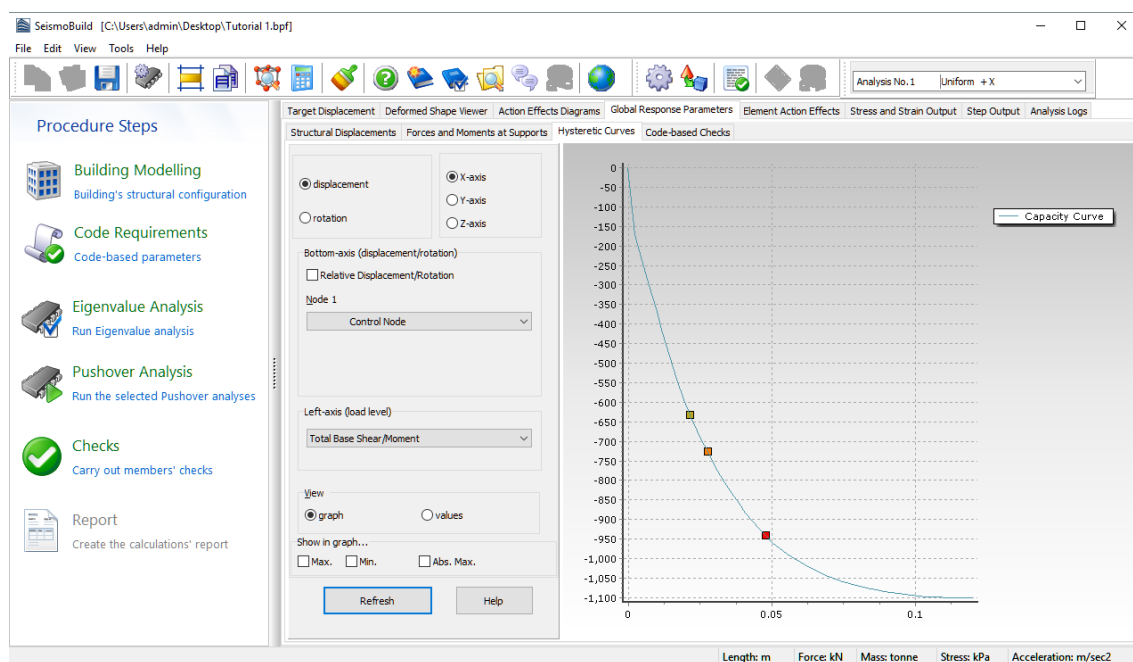 SeismoBuild [C:\Users\admin\Desktop\Tutorial 1.bpf]
File Edit View Tools Help
Analysis No.1 Uniform +X
Procedure Steps
Building Modelling
Building's structural configuration
Code Requirements
Code-based parameters
Eigenvalue Analysis
Run Eigenvalue analysis
Pushover Analysis
Run the selected Pushover analyses
Checks
Carry out members' checks
Report
Create the calculations' report
Target Displacement Deformed Shape Viewer Action Effects Diagrams Global Response Parameters Element Action Effects Stress and Strain Output Step Output Analysis Logs
Structural Displacements Forces and Moments at Supports Hysteretic Curves Code-based Checks
displacement
rotation
X-axis
Y-axis
Z-axis
Bottom-axis (displacement/rotation)
Relative Displacement/Rotation
Node 1
Control Node
Left-axis (load level)
Total Base Shear/Moment
View
graph values
Show in graph...
Max. Min. Abs. Max.
Refresh Help
0
-50
-100
-150
-200
-250
-300
-350
-400
-450
-500
-550
-600
-650
-700
-750
-800
-850
-900
-950
-1,000
-1,050
-1,100
0 0.05 0.1
Capacity Curve
Length: m Force: kN Mass: tonne Stress: kPa Acceleration: m/sec2